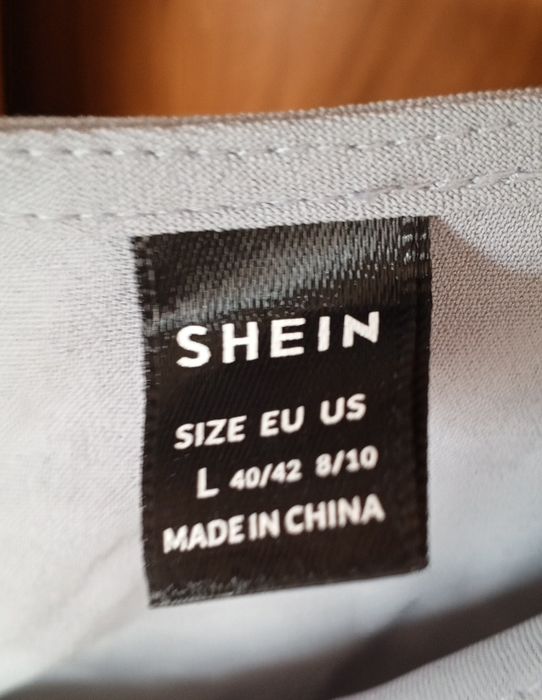 SHEIN
SIZE EU US
L 40/42 8/10
MADE IN CHINA